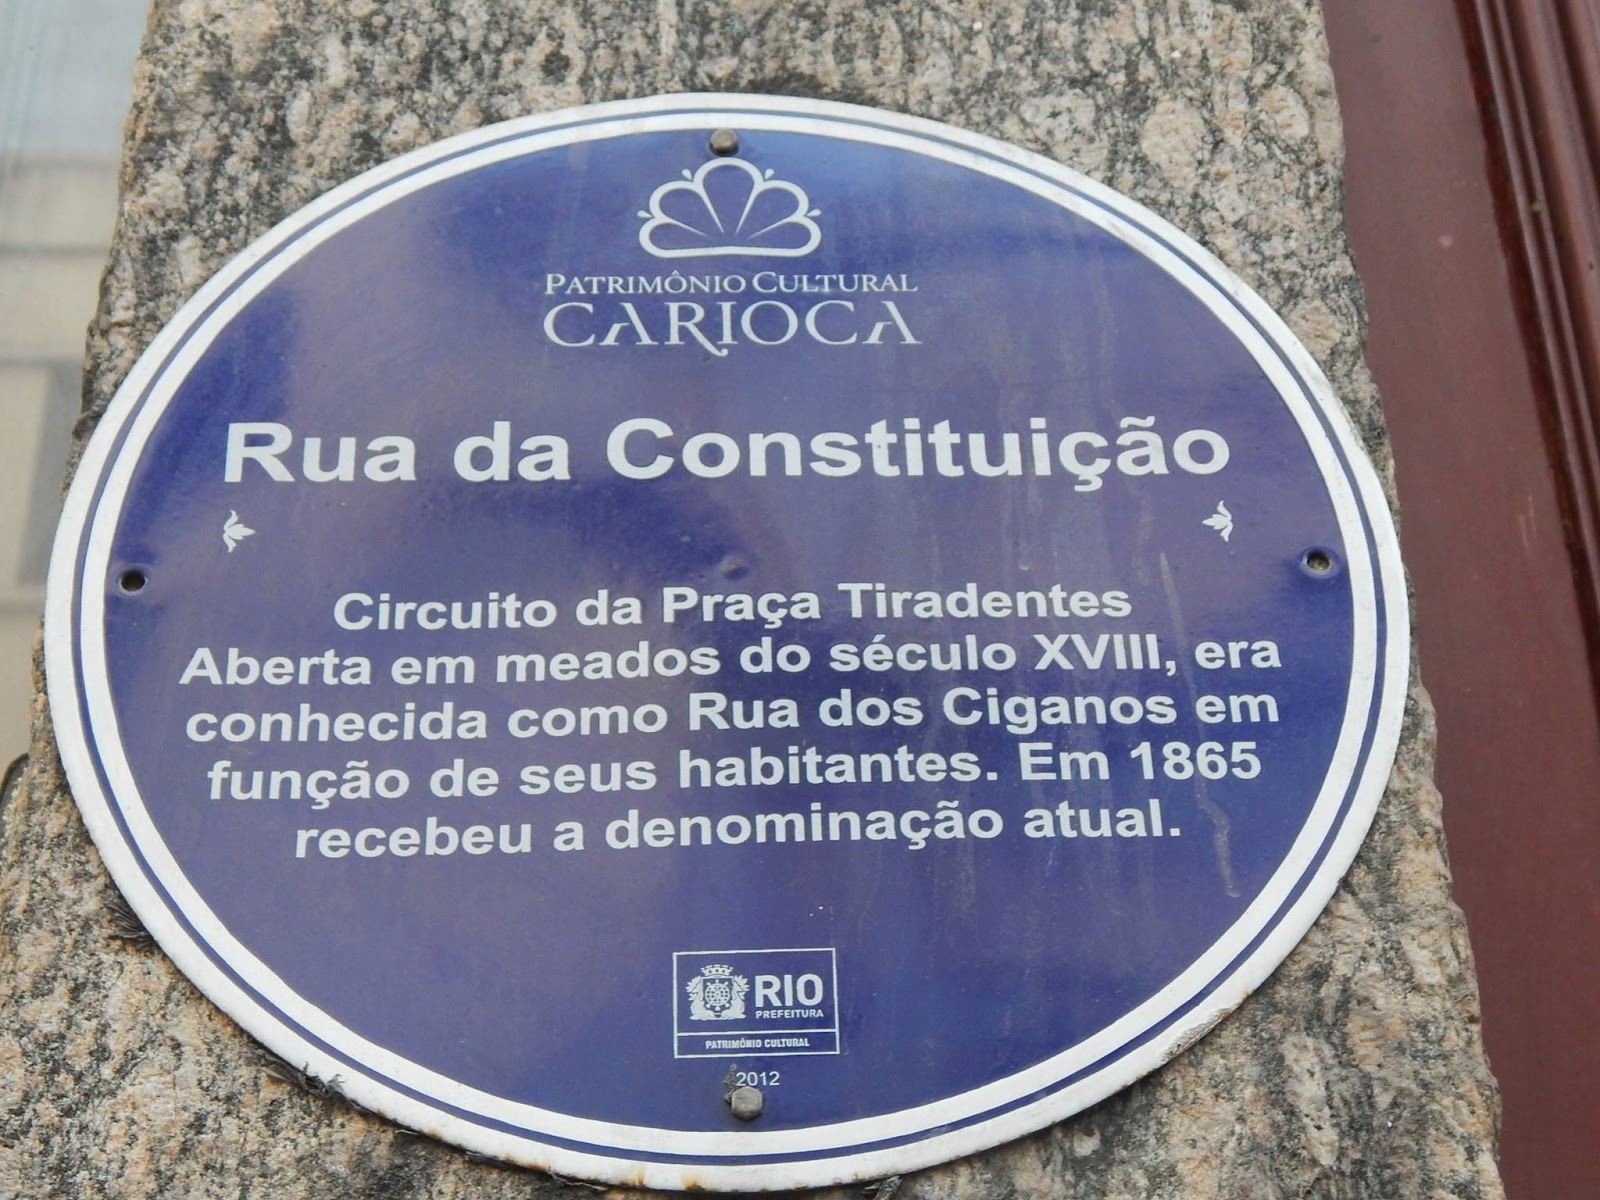 PATRIMÔNIO CULTURAL
CARIOCA
Rua da Constituição
Circuito da Praça Tiradentes
Aberta em meados do século XVIII, era
conhecida como Rua dos Ciganos em
função de seus habitantes. Em 1865
recebeu a denominação atual.
RIO
PREFEITURA
PATRIMÔNIO CULTURAL
2012